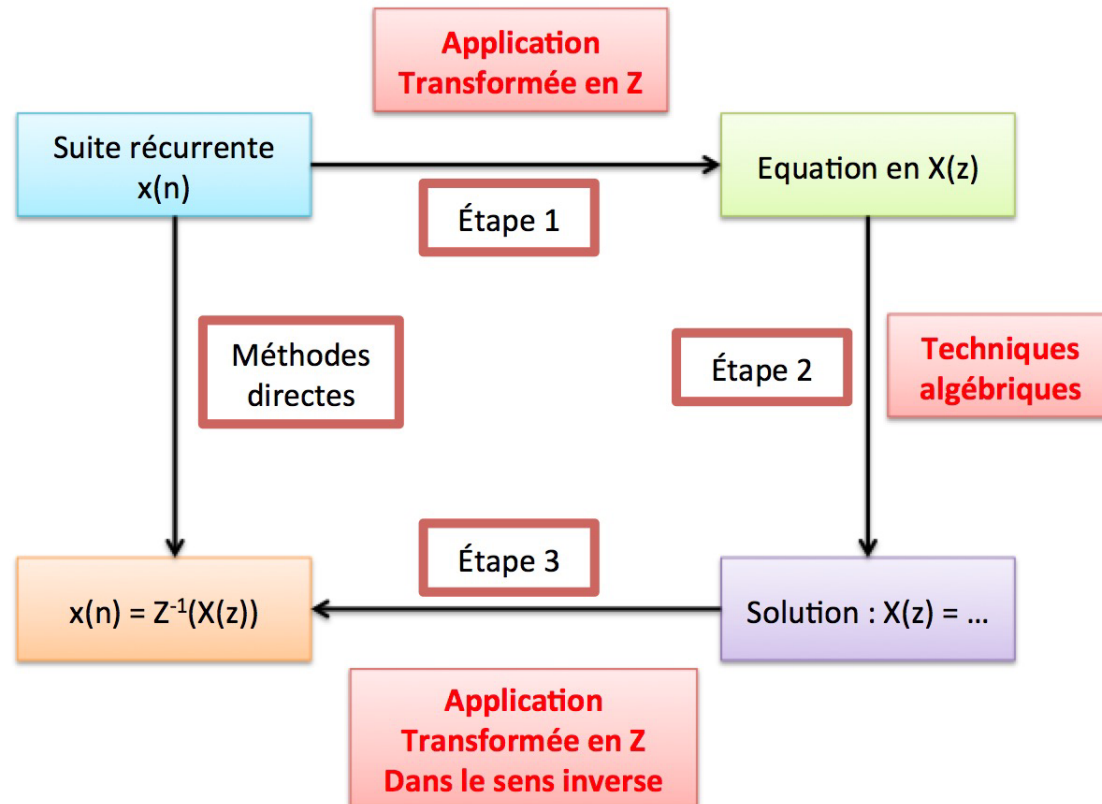 Application
Transformée en Z
Suite récurrente
x(n)
Equation en X(z)
Étape 1
Méthodes
directes
Étape 2
Techniques
algébriques
Étape 3
x(n) = Z⁻¹(X(z))
Solution : X(z) = ...
Application
Transformée en Z
Dans le sens inverse